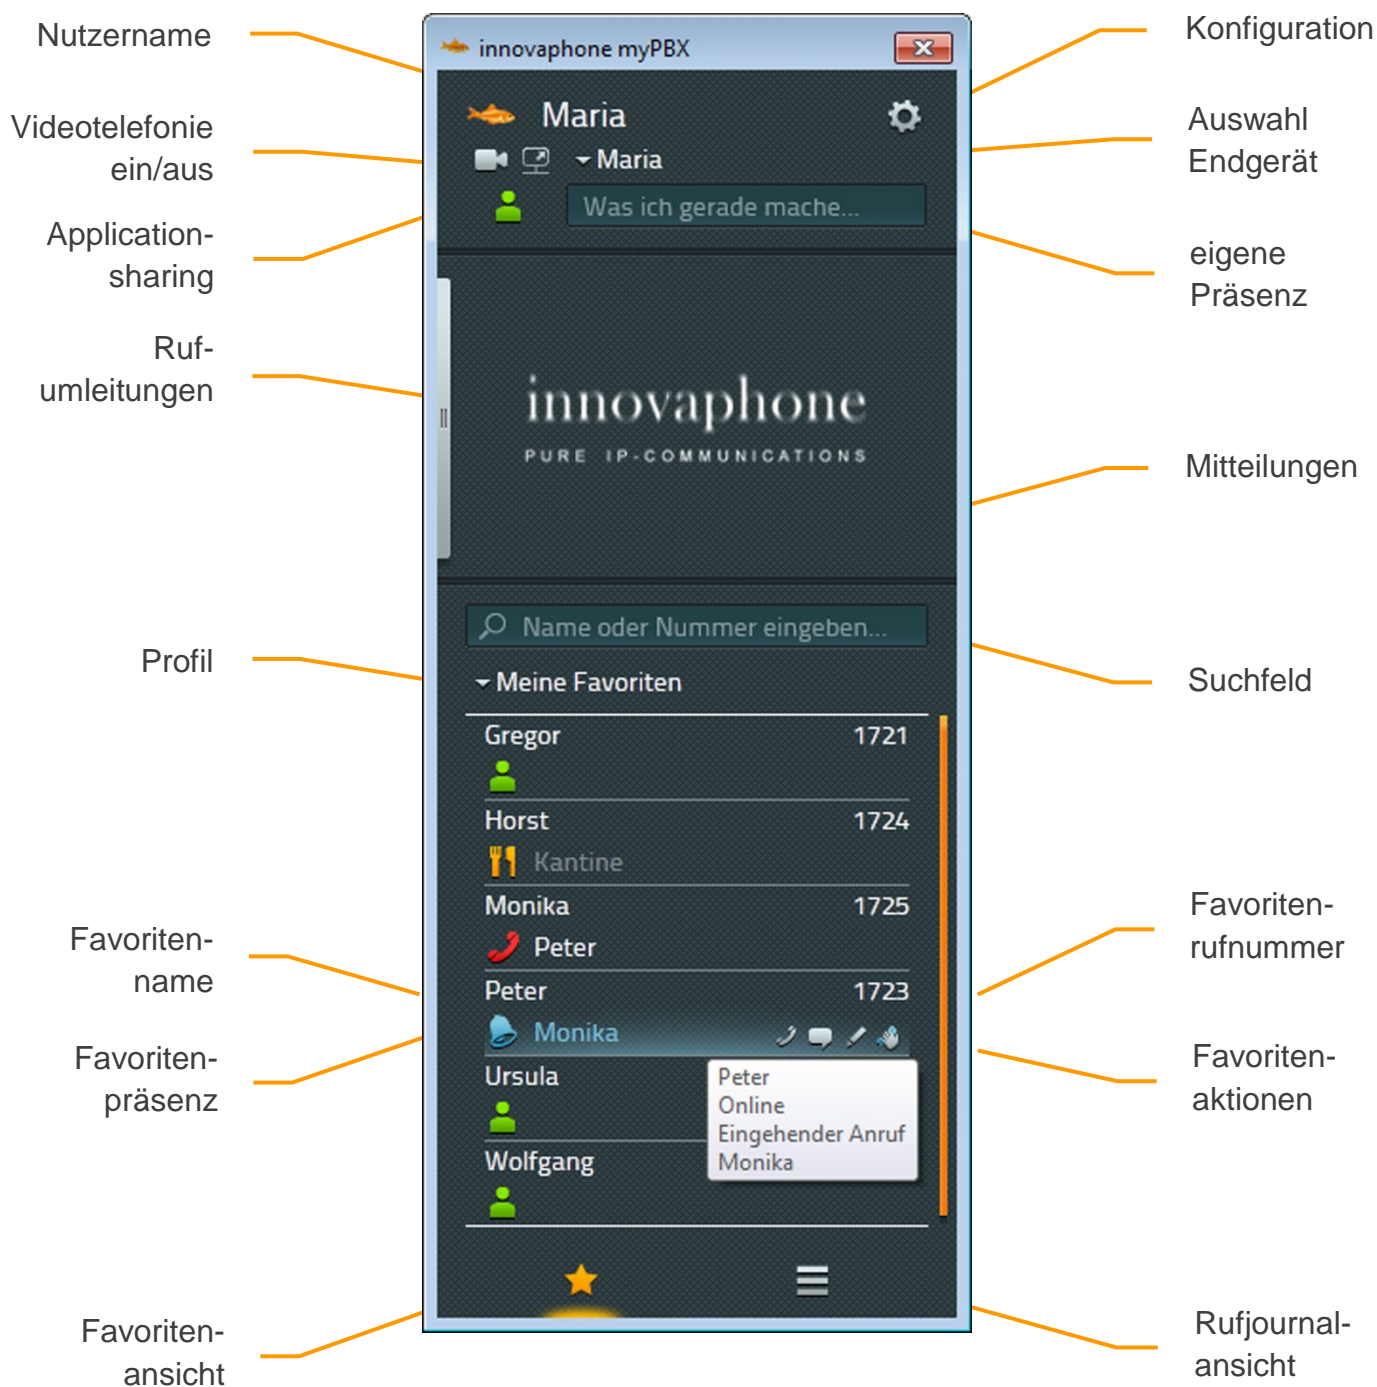 Nutzername
Videotelefonie
ein/aus
Application-
sharing
Ruf-
umleitungen
Profil
Favoriten-
name
Favoriten-
präsenz
Favoriten-
ansicht
innovaphone myPBX
Maria
Maria
Was ich gerade mache...
innovaphone
PURE IP-COMMUNICATIONS
Name oder Nummer eingeben...
Meine Favoriten
Gregor 1721
Horst 1724
Kantine
Monika 1725
Peter
Peter 1723
Monika
Ursula
Wolfgang
Peter
Online
Eingehender Anruf
Monika
Konfiguration
Auswahl
Endgerät
eigene
Präsenz
Mitteilungen
Suchfeld
Favoriten-
rufnummer
Favoriten-
aktionen
Rufjournal-
ansicht